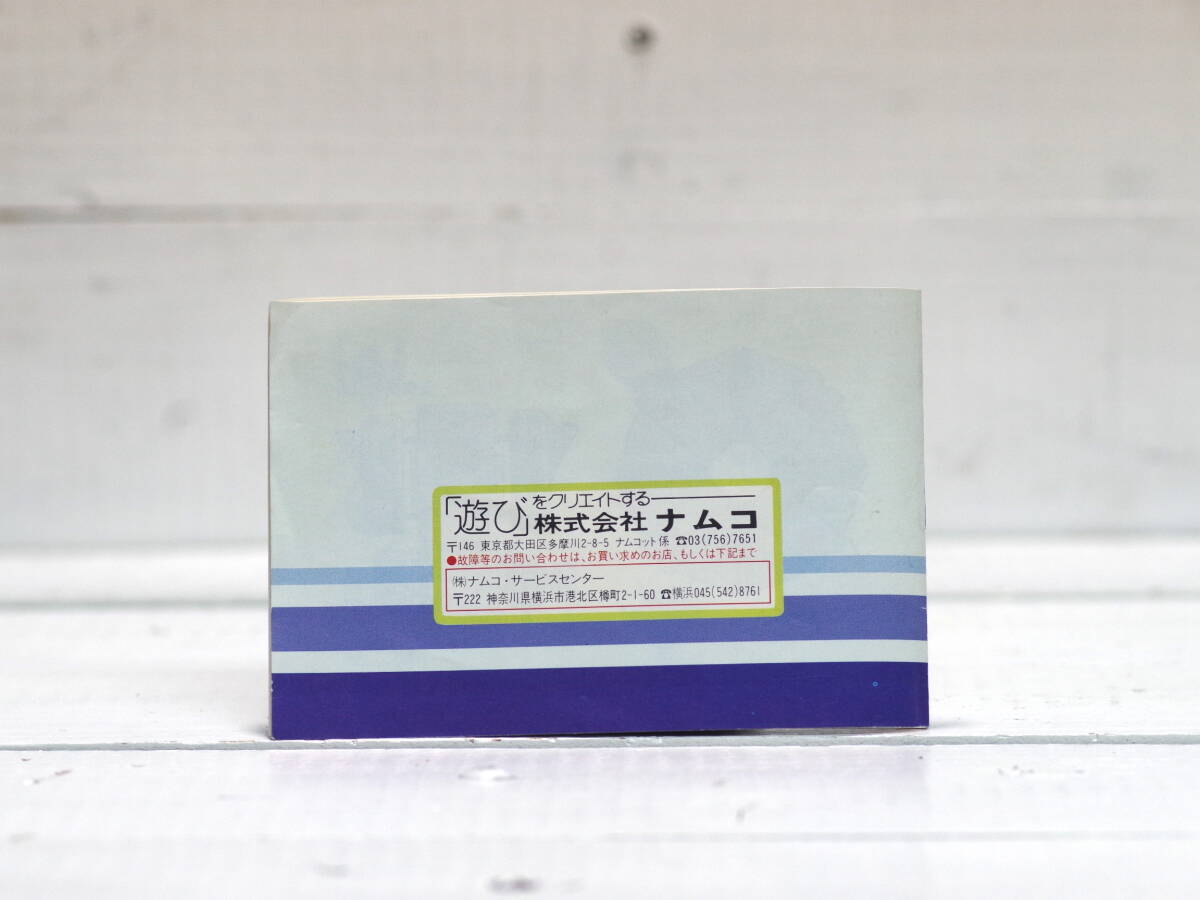 「遊び」をクリエイトする――
株式会社 ナムコ
〒146 東京都大田区多摩川2-8-5 ナムコット係 ☎03(756)7651
●故障等のお問い合わせは、お買い求めのお店、もしくは下記まで
㈱ナムコ・サービスセンター
〒222 神奈川県横浜市港北区樽町2-1-60 ☎横浜045(542)8761